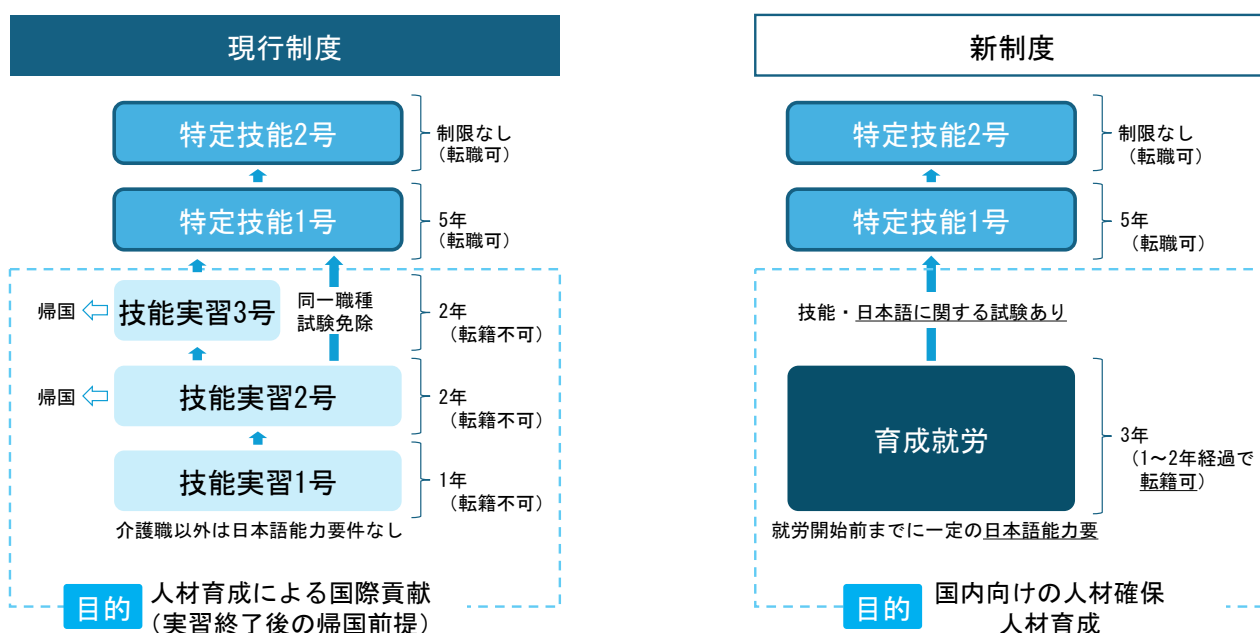 現行制度
特定技能2号
制限なし
（転職可）
特定技能1号
5年
（転職可）
帰国
技能実習3号
同一職種
試験免除
2年
（転籍不可）
帰国
技能実習2号
2年
（転籍不可）
技能実習1号
1年
（転籍不可）
介護職以外は日本語能力要件なし
目的
人材育成による国際貢献
（実習終了後の帰国前提）
新制度
特定技能2号
制限なし
（転職可）
特定技能1号
5年
（転職可）
技能・日本語に関する試験あり
育成就労
3年
（1～2年経過で
転籍可）
就労開始前までに一定の日本語能力要
目的
国内向けの人材確保
人材育成